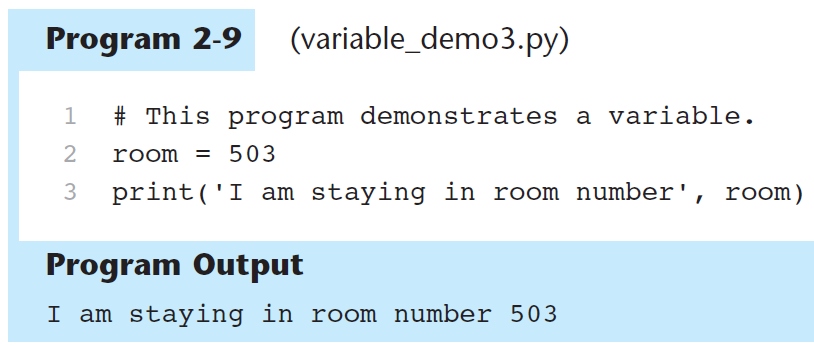 Program 2-9 (variable_demo3.py)
1 # This program demonstrates a variable.
2 room = 503
3 print('I am staying in room number', room)
Program Output
I am staying in room number 503